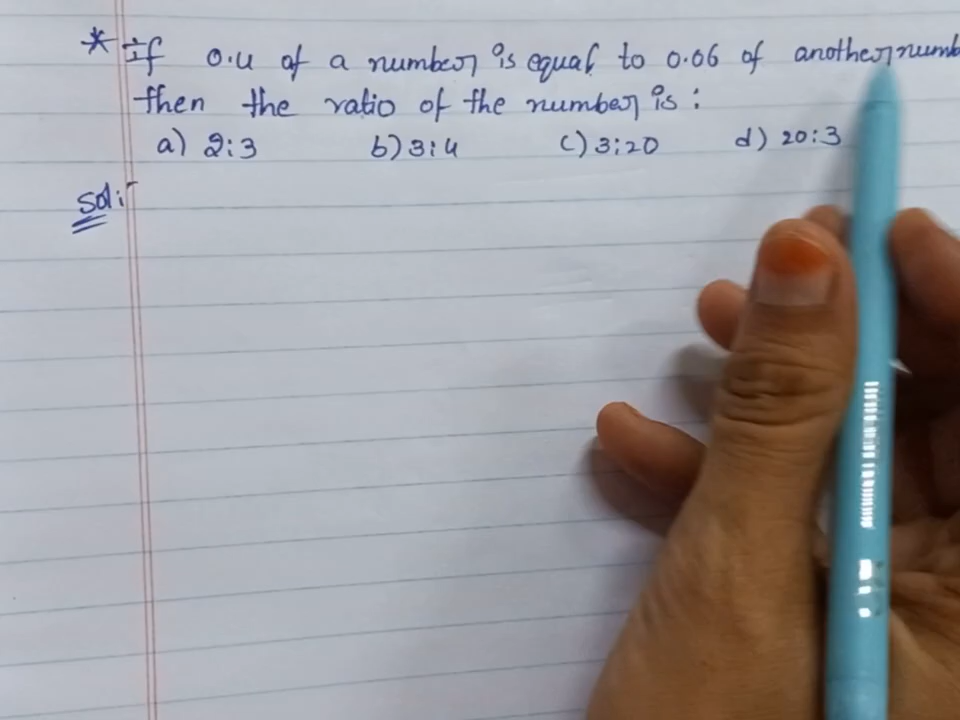 * If 0.4 of a number is equal to 0.06 of another
then the ratio of the number is :
a) 2:3 b) 3:4 c) 3:20 d) 20:3
Sol: